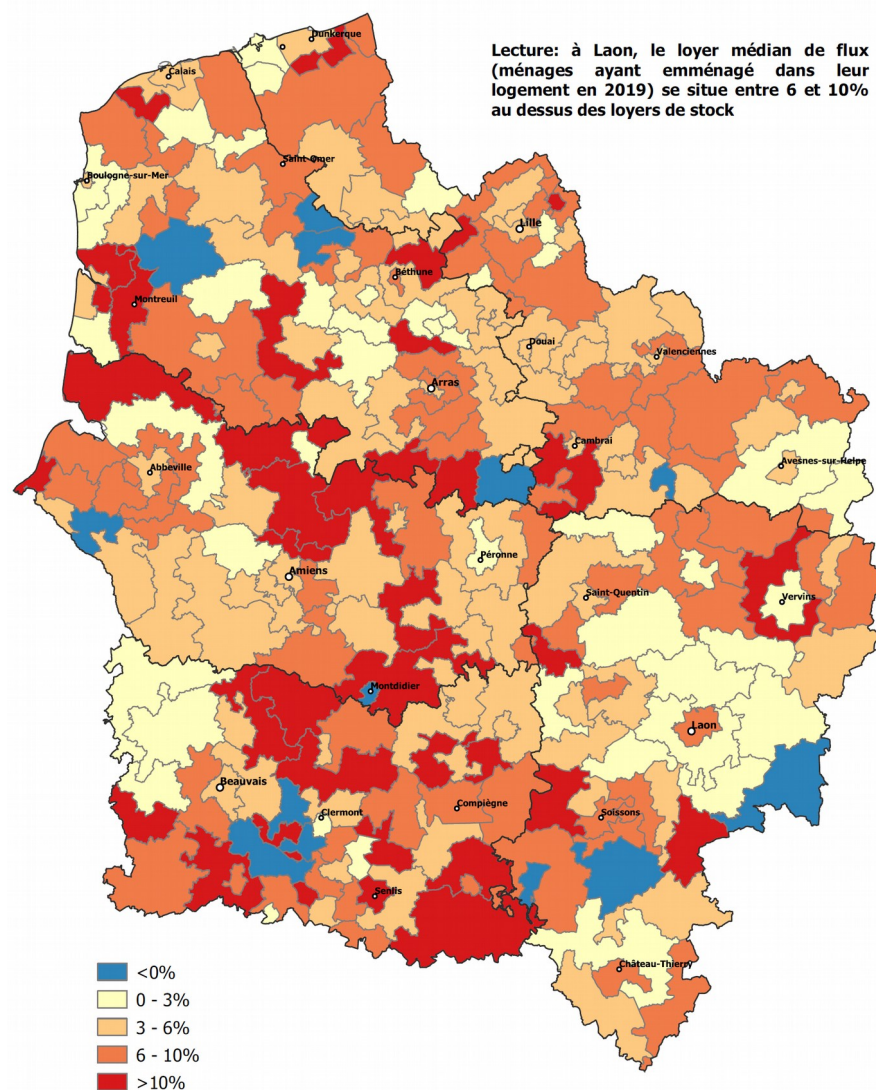 Dunkerque
Lecture: à Laon, le loyer médian de flux
(ménages ayant emménagé dans leur
logement en 2019) se situe entre 6 et 10%
au dessus des loyers de stock
Calais
Saint-Omer
Boulogne-sur-Mer
Lille
Béthune
Montreuil
Douai
Valenciennes
Arras
Cambrai
Abbeville
Avesnes-sur-Helpe
Péronne
Amiens
Saint-Quentin
Vervins
Montdidier
Laon
Beauvais
Clermont
Compiègne
Soissons
Senlis
Château-Thierry
<0%
0 - 3%
3 - 6%
6 - 10%
>10%